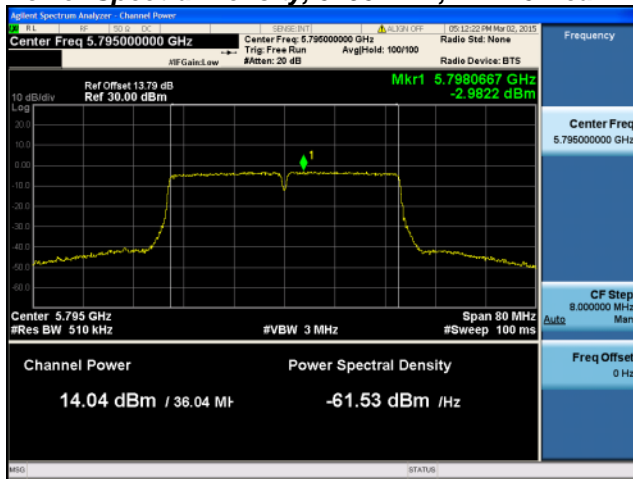 Agilent Spectrum Analyzer - Channel Power
RL RF 50 Ω DC SENSE:INT ALIGN OFF 05:12:22 PM Mar 02, 2015
Center Freq 5.795000000 GHz
Center Freq: 5.795000000 GHz
Radio Std: None
Trig: Free Run Avg|Hold: 100/100
#IFGain:Low #Atten: 20 dB Radio Device: BTS
Frequency
Mkr1 5.7980667 GHz
-2.9822 dBm
Ref Offset 13.79 dB
10 dB/div Ref 30.00 dBm
Log
20.0
10.0
0.00
-10.0
-20.0
-30.0
-40.0
-50.0
-60.0
1
Center 5.795 GHz Span 80 MHz
#Res BW 510 kHz #VBW 3 MHz #Sweep 100 ms
Channel Power Power Spectral Density
14.04 dBm / 36.04 MH -61.53 dBm /Hz
Center Freq
5.795000000 GHz
CF Step
8.000000 MHz
Auto Man
Freq Offset
0 Hz
MSG STATUS